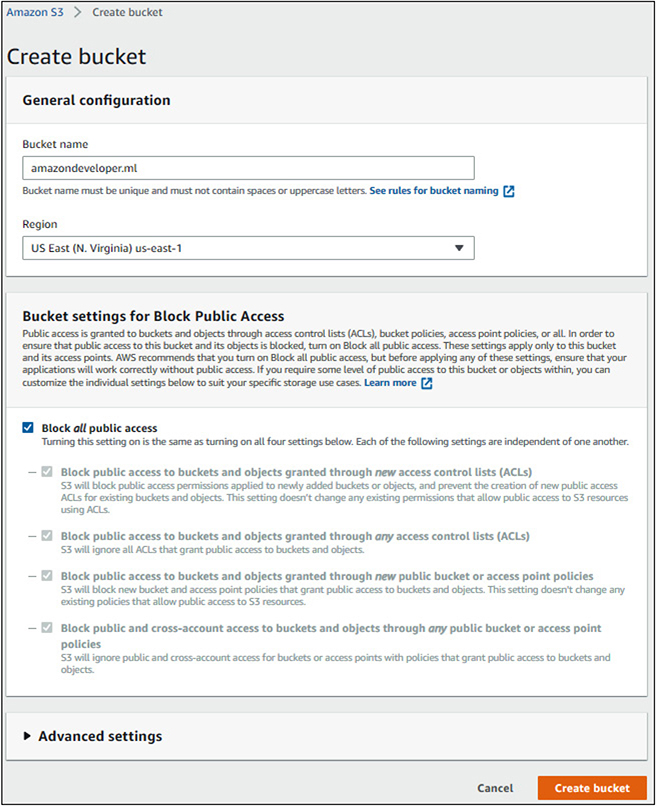 Amazon S3 > Create bucket
Create bucket
General configuration
Bucket name
amazondeveloper.ml
Bucket name must be unique and must not contain spaces or uppercase letters. See rules for bucket naming
Region
US East (N. Virginia) us-east-1
Bucket settings for Block Public Access
Public access is granted to buckets and objects through access control lists (ACLs), bucket policies, access point policies, or all. In order to
ensure that public access to this bucket and its objects is blocked, turn on Block all public access. These settings apply only to this bucket
and its access points. AWS recommends that you turn on Block all public access, but before applying any of these settings, ensure that your
applications will work correctly without public access. If you require some level of public access to this bucket or objects within, you can
customize the individual settings below to suit your specific storage use cases. Learn more
Block all public access
Turning this setting on is the same as turning on all four settings below. Each of the following settings are independent of one another.
Block public access to buckets and objects granted through new access control lists (ACLs)
S3 will block public access permissions applied to newly added buckets or objects, and prevent the creation of new public access
ACLs for existing buckets and objects. This setting doesn't change any existing permissions that allow public access to S3 resources
using ACLs.
Block public access to buckets and objects granted through any access control lists (ACLs)
S3 will ignore all ACLs that grant public access to buckets and objects.
Block public access to buckets and objects granted through new public bucket or access point policies
S3 will block new bucket and access point policies that grant public access to buckets and objects. This setting doesn't change any
existing policies that allow public access to S3 resources.
Block public and cross-account access to buckets and objects through any public bucket or access point
policies
S3 will ignore public and cross-account access for buckets or access points with policies that grant public access to buckets and
objects.
Advanced settings
Cancel
Create bucket